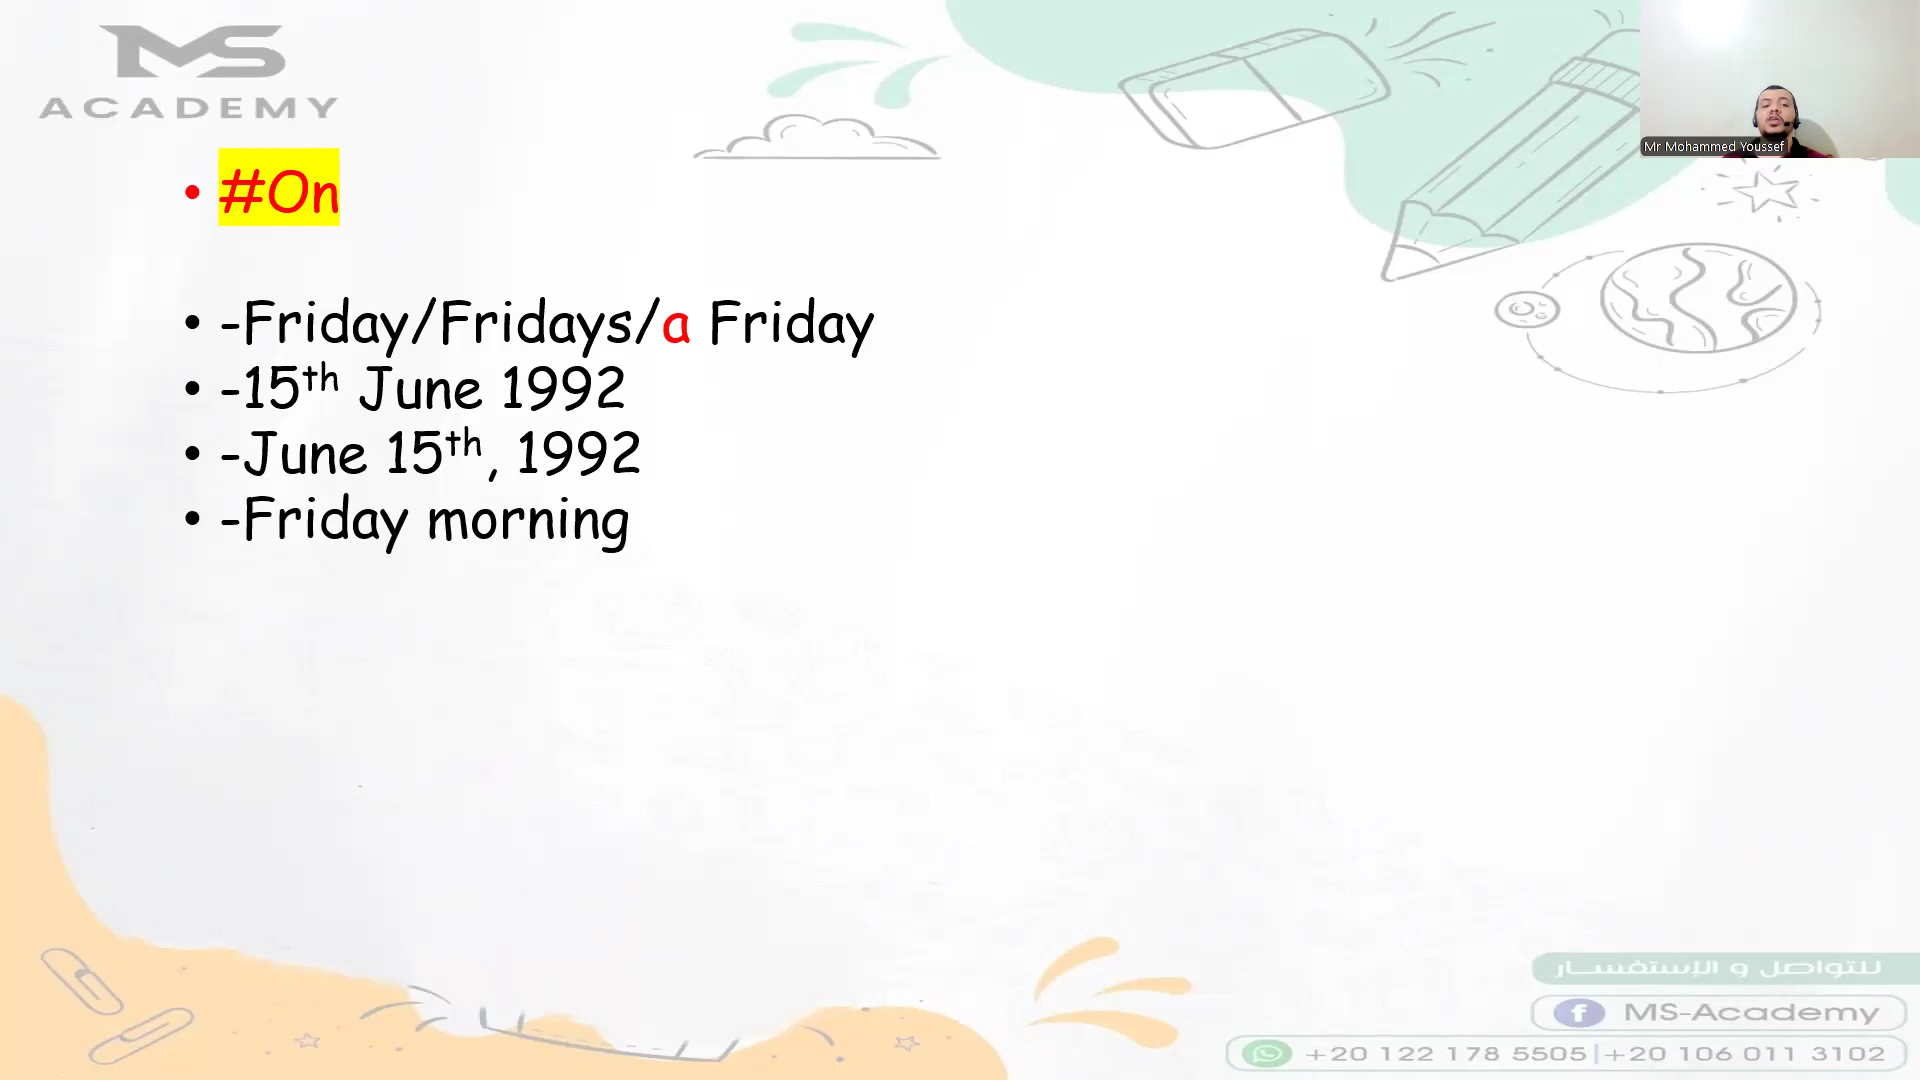 MS
ACADEMY
Mr Mohammed Youssef
• #On
• -Friday/Fridays/a Friday
• -15th June 1992
• -June 15th, 1992
• -Friday morning
للتواصل و الإستفسار
MS-Academy
+20 122 178 5505 | +20 106 011 3102